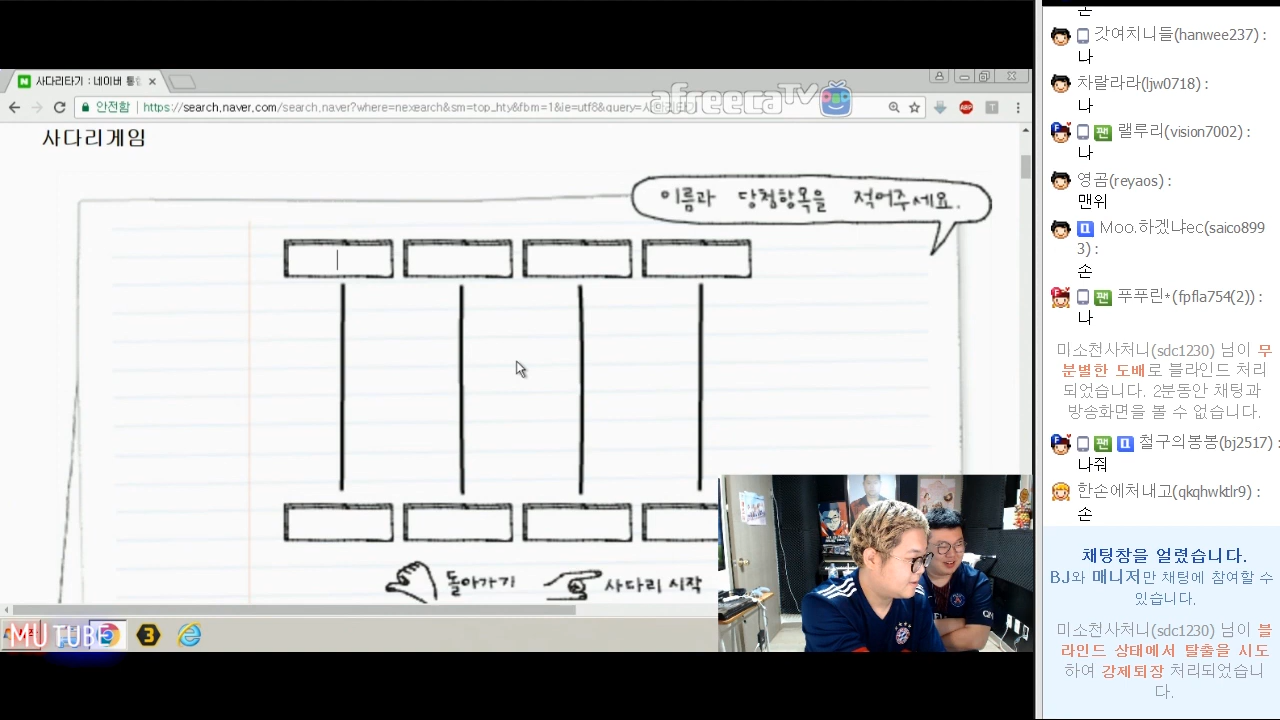 사다리타기 : 네이버 통합
안전함 https://search.naver.com/search.naver?where=nexearch&sm=top_hty&fbm=1&ie=utf8&query=사
afreecaTV
사다리게임
이름과 당첨항목을 적어주세요.
돌아가기
사다리 시작
MUTUBE
손
갓여치니들(hanwee237) :
나
차랄라라(ljw0718) :
나
팬 랠루리(vision7002) :
나
영곰(reyaos) :
맨위
Moo.하겠냐ec(saico899
3) :
손
팬 푸푸린*(fpfla754(2)) :
나
미소천사처니(sdc1230) 님이 무
분별한 도배로 블라인드 처리
되었습니다. 2분동안 채팅과
방송화면을 볼 수 없습니다.
팬 철구의봉봉(bj2517) :
나줘
한손에처내고(qkqhwktlr9) :
손
채팅창을 얼렸습니다.
BJ와 매니저만 채팅에 참여할 수
있습니다.
미소천사처니(sdc1230) 님이 블
라인드 상태에서 탈출을 시도
하여 강제퇴장 처리되었습니
다.